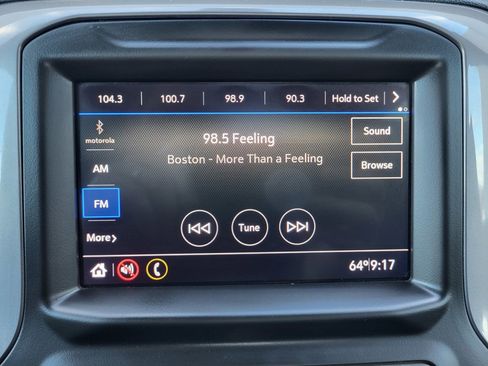 104.3 100.7 98.9 90.3 Hold to Set
motorola
98.5 Feeling
Sound
Boston - More Than a Feeling
Browse
AM
FM
Tune
More
64° 9:17